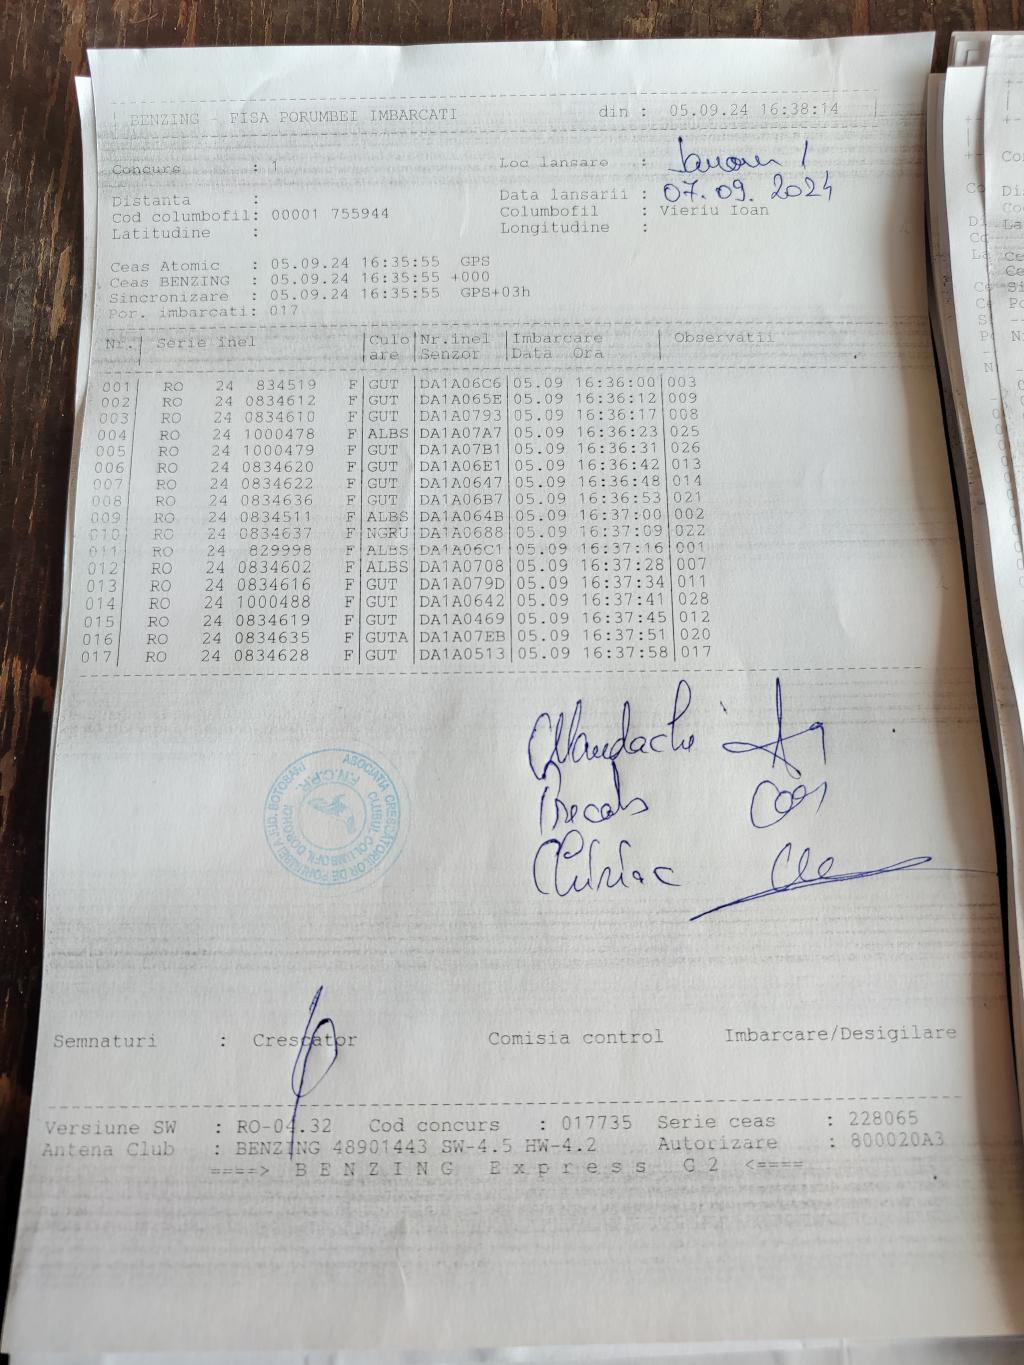 BENZING - FISA PORUMBEI IMBARCATI din : 05.09.24 16:38:14
Concurs : 1 Loc lansare :
Distanta : Data lansarii : 07.09.2024
Cod columbofil: 00001 755944 Columbofil : Vieriu Ioan
Latitudine : Longitudine :
Ceas Atomic : 05.09.24 16:35:55 GPS
Ceas BENZING : 05.09.24 16:35:55 +000
Sincronizare : 05.09.24 16:35:55 GPS+03h
Por. imbarcati: 017
Nr. | Serie inel | Culo | Nr.inel | Imbarcare | Observatii
are | Senzor | Data Ora
001 | RO 24 834519 F | GUT | DA1A06C6 | 05.09 16:36:00 | 003
002 | RO 24 0834612 F | GUT | DA1A065E | 05.09 16:36:12 | 009
003 | RO 24 0834610 F | GUT | DA1A0793 | 05.09 16:36:17 | 008
004 | RO 24 1000478 F | ALBS | DA1A07A7 | 05.09 16:36:23 | 025
005 | RO 24 1000479 F | GUT | DA1A07B1 | 05.09 16:36:31 | 026
006 | RO 24 0834620 F | GUT | DA1A06E1 | 05.09 16:36:42 | 013
007 | RO 24 0834622 F | GUT | DA1A0647 | 05.09 16:36:48 | 014
008 | RO 24 0834636 F | GUT | DA1A06B7 | 05.09 16:36:53 | 021
009 | RO 24 0834511 F | ALBS | DA1A064B | 05.09 16:37:00 | 002
010 | RO 24 0834637 F | NGRU | DA1A0688 | 05.09 16:37:09 | 022
011 | RO 24 829998 F | ALBS | DA1A06C1 | 05.09 16:37:16 | 001
012 | RO 24 0834602 F | ALBS | DA1A0708 | 05.09 16:37:28 | 007
013 | RO 24 0834616 F | GUT | DA1A079D | 05.09 16:37:34 | 011
014 | RO 24 1000488 F | GUT | DA1A0642 | 05.09 16:37:41 | 028
015 | RO 24 0834619 F | GUT | DA1A0469 | 05.09 16:37:45 | 012
016 | RO 24 0834635 F | GUTA | DA1A07EB | 05.09 16:37:51 | 020
017 | RO 24 0834628 F | GUT | DA1A0513 | 05.09 16:37:58 | 017
Mandachi
Chiriac
ASOCIATIA CRESCATORILOR DE PORUMBEI A JUD. BOTOSANI
CLUBUL COLUMBOFIL DOROHOI
Semnaturi : Crescator Comisia control Imbarcare/Desigilare
Versiune SW : RO-04.32 Cod concurs : 017735 Serie ceas : 228065
Antena Club : BENZING 48901443 SW-4.5 HW-4.2 Autorizare : 800020A3
====> B E N Z I N G E x p r e s s G 2 <====